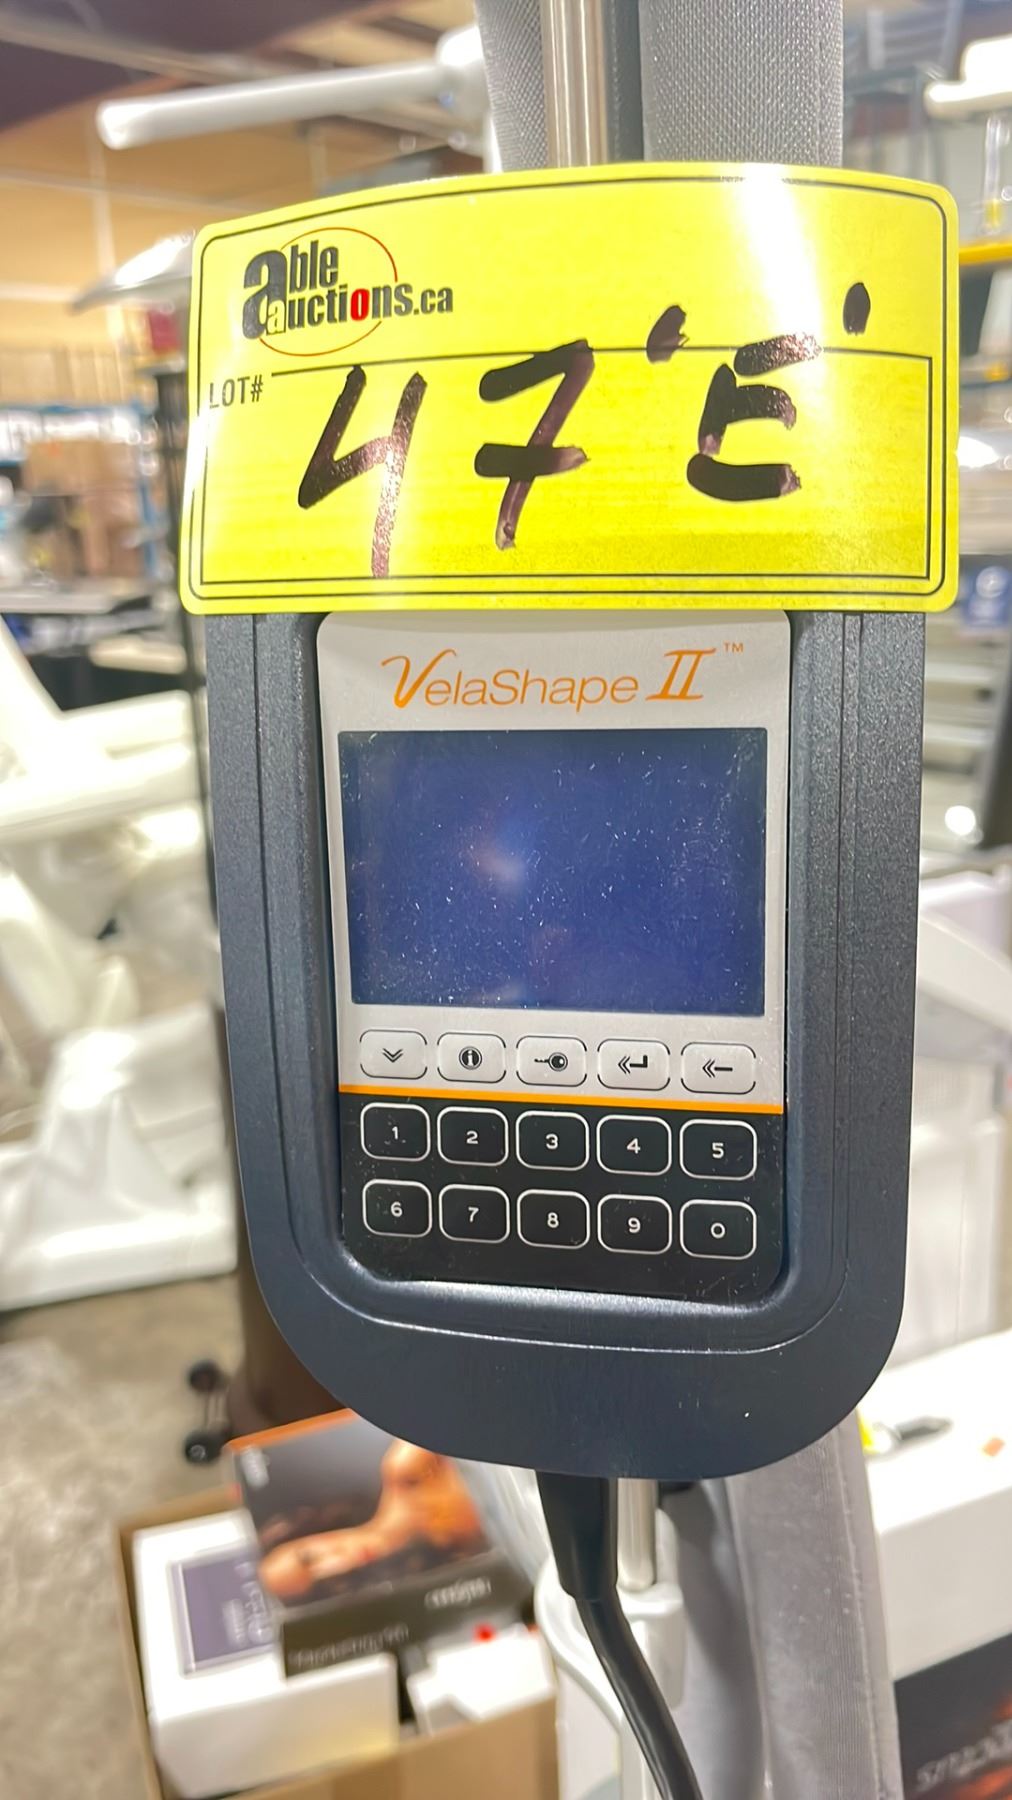 able
auctions.ca
LOT# 47 'E'
VelaShape II™
1 2 3 4 5
6 7 8 9 0